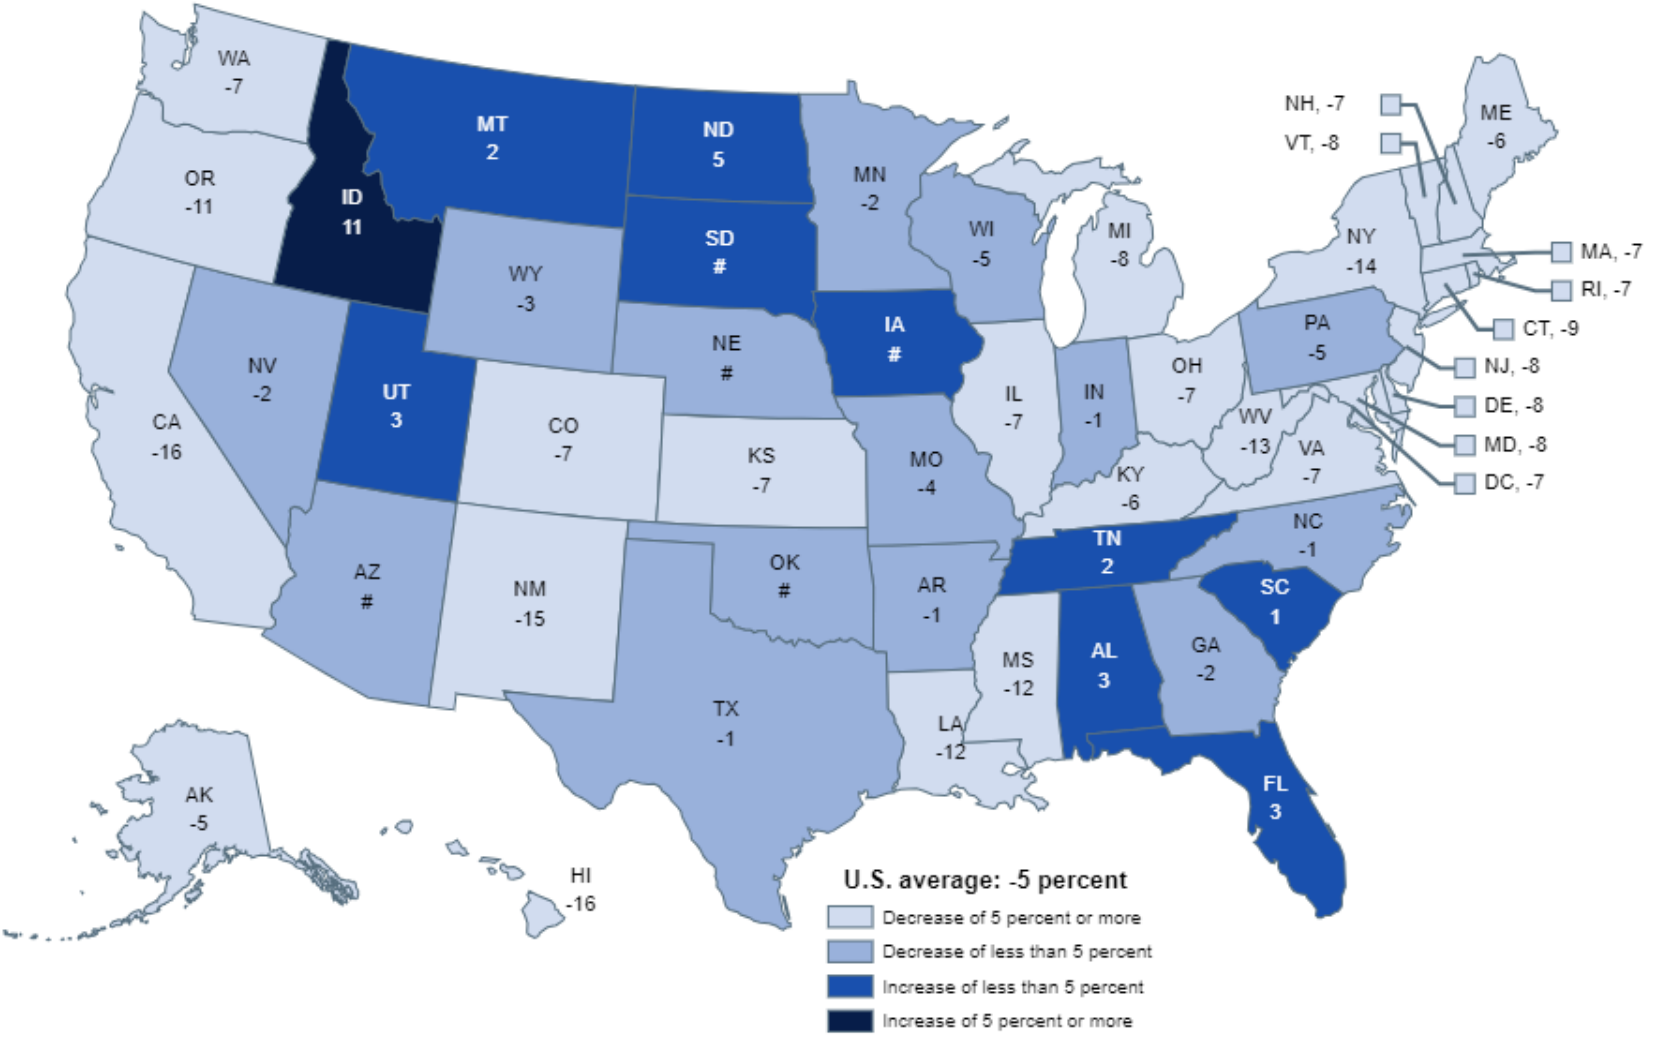 WA
-7
MT
2
ND
5
NH, -7
VT, -8
ME
-6
OR
-11
ID
11
MN
-2
WI
-5
MI
-8
NY
-14
MA, -7
RI, -7
CT, -9
NJ, -8
DE, -8
MD, -8
DC, -7
SD
#
WY
-3
IA
#
NE
#
PA
-5
NV
-2
UT
3
CA
-16
CO
-7
KS
-7
MO
-4
IL
-7
IN
-1
OH
-7
WV
-13
VA
-7
KY
-6
NC
-1
TN
2
AZ
#
NM
-15
OK
#
AR
-1
SC
1
MS
-12
AL
3
GA
-2
TX
-1
LA
-12
FL
3
AK
-5
HI
-16
U.S. average: -5 percent
Decrease of 5 percent or more
Decrease of less than 5 percent
Increase of less than 5 percent
Increase of 5 percent or more